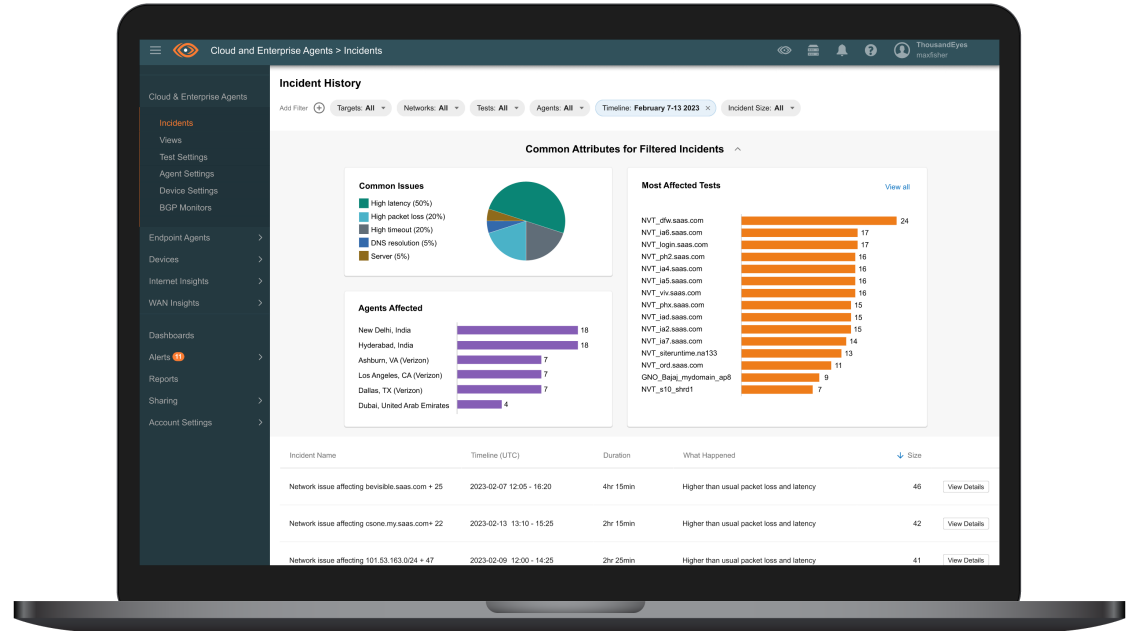 Cloud and Enterprise Agents > Incidents
ThousandEyes
maxfisher
Cloud & Enterprise Agents
Incidents
Views
Test Settings
Agent Settings
Device Settings
BGP Monitors
Endpoint Agents
Devices
Internet Insights
WAN Insights
Dashboards
Alerts 11
Reports
Sharing
Account Settings
Incident History
Add Filter Targets: All Networks: All Tests: All Agents: All Timeline: February 7-13 2023 × Incident Size: All
Common Attributes for Filtered Incidents
Common Issues
High latency (50%)
High packet loss (20%)
High timeout (20%)
DNS resolution (5%)
Server (5%)
Agents Affected
New Delhi, India 18
Hyderabad, India 18
Ashburn, VA (Verizon) 7
Los Angeles, CA (Verizon) 7
Dallas, TX (Verizon) 7
Dubai, United Arab Emirates 4
Most Affected Tests View all
NVT_dfw.saas.com 24
NVT_ia6.saas.com 17
NVT_login.saas.com 17
NVT_ph2.saas.com 16
NVT_ia4.saas.com 16
NVT_ia5.saas.com 16
NVT_viv.saas.com 16
NVT_phx.saas.com 15
NVT_iad.saas.com 15
NVT_ia2.saas.com 15
NVT_ia7.saas.com 14
NVT_siteruntime.na133 13
NVT_ord.saas.com 11
GNO_Bajaj_mydomain_ap8 9
NVT_s10_shrd1 7
Incident Name Timeline (UTC) Duration What Happened Size
Network issue affecting bevisible.saas.com + 25 2023-02-07 12:05 - 16:20 4hr 15min Higher than usual packet loss and latency 46 View Details
Network issue affecting csone.my.saas.com+ 22 2023-02-13 13:10 - 15:25 2hr 15min Higher than usual packet loss and latency 42 View Details
Network issue affecting 101.53.163.0/24 + 47 2023-02-09 12:00 - 14:25 2hr 25min Higher than usual packet loss and latency 41 View Details